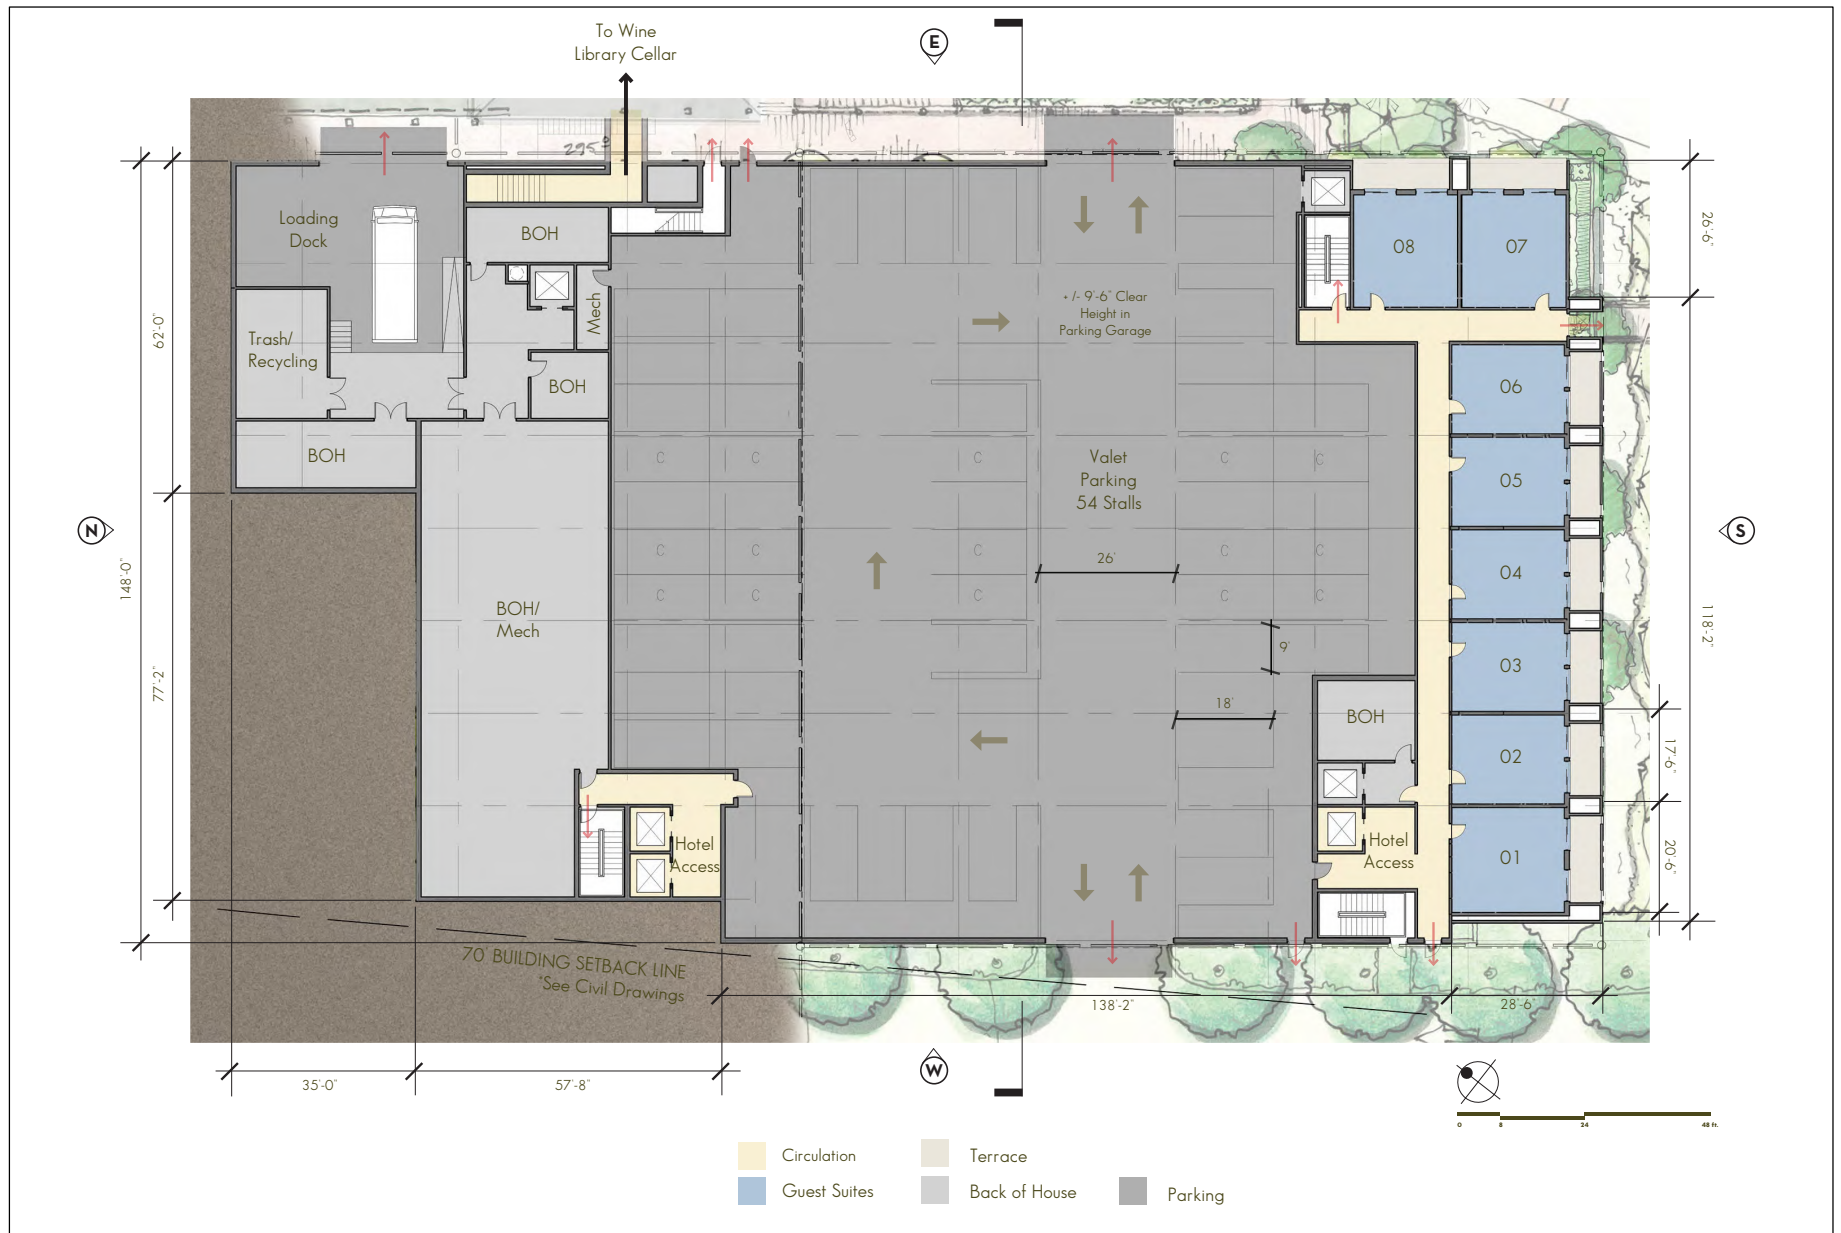 To Wine
Library Cellar
E
295⁹
Loading
Dock
BOH
08
07
26'-6"
Mech
+/- 9'-6" Clear
Height in
Parking Garage
62'-0"
Trash/
Recycling
BOH
06
BOH
C
C
C
Valet
Parking
54 Stalls
C
C
05
N
S
148'-0"
C
C
C
26'
C
C
04
C
C
C
C
C
BOH/
Mech
118'-2"
9'
03
77'-2"
18'
BOH
02
17'-6"
Hotel
Access
Hotel
Access
01
20'-6"
70' BUILDING SETBACK LINE
*See Civil Drawings
138'-2"
28'-6"
W
35'-0"
57'-8"
0
8
24
48 ft.
Circulation
Terrace
Guest Suites
Back of House
Parking